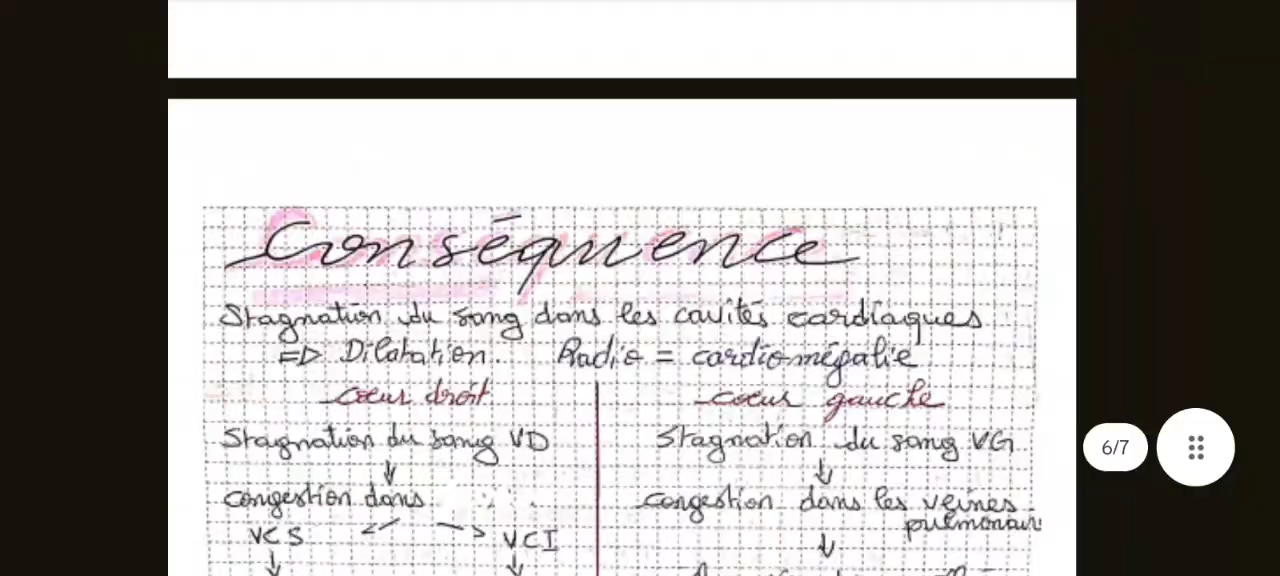 Conséquence
Stagnation du sang dans les cavités cardiaques
=> Dilatation. Radio = cardiomégalie
coeur droit
coeur gauche
Stagnation du sang VD
Stagnation du sang VG
↓
↓
congestion dans
congestion dans les veines
pulmonair
VCS
VCI
6/7